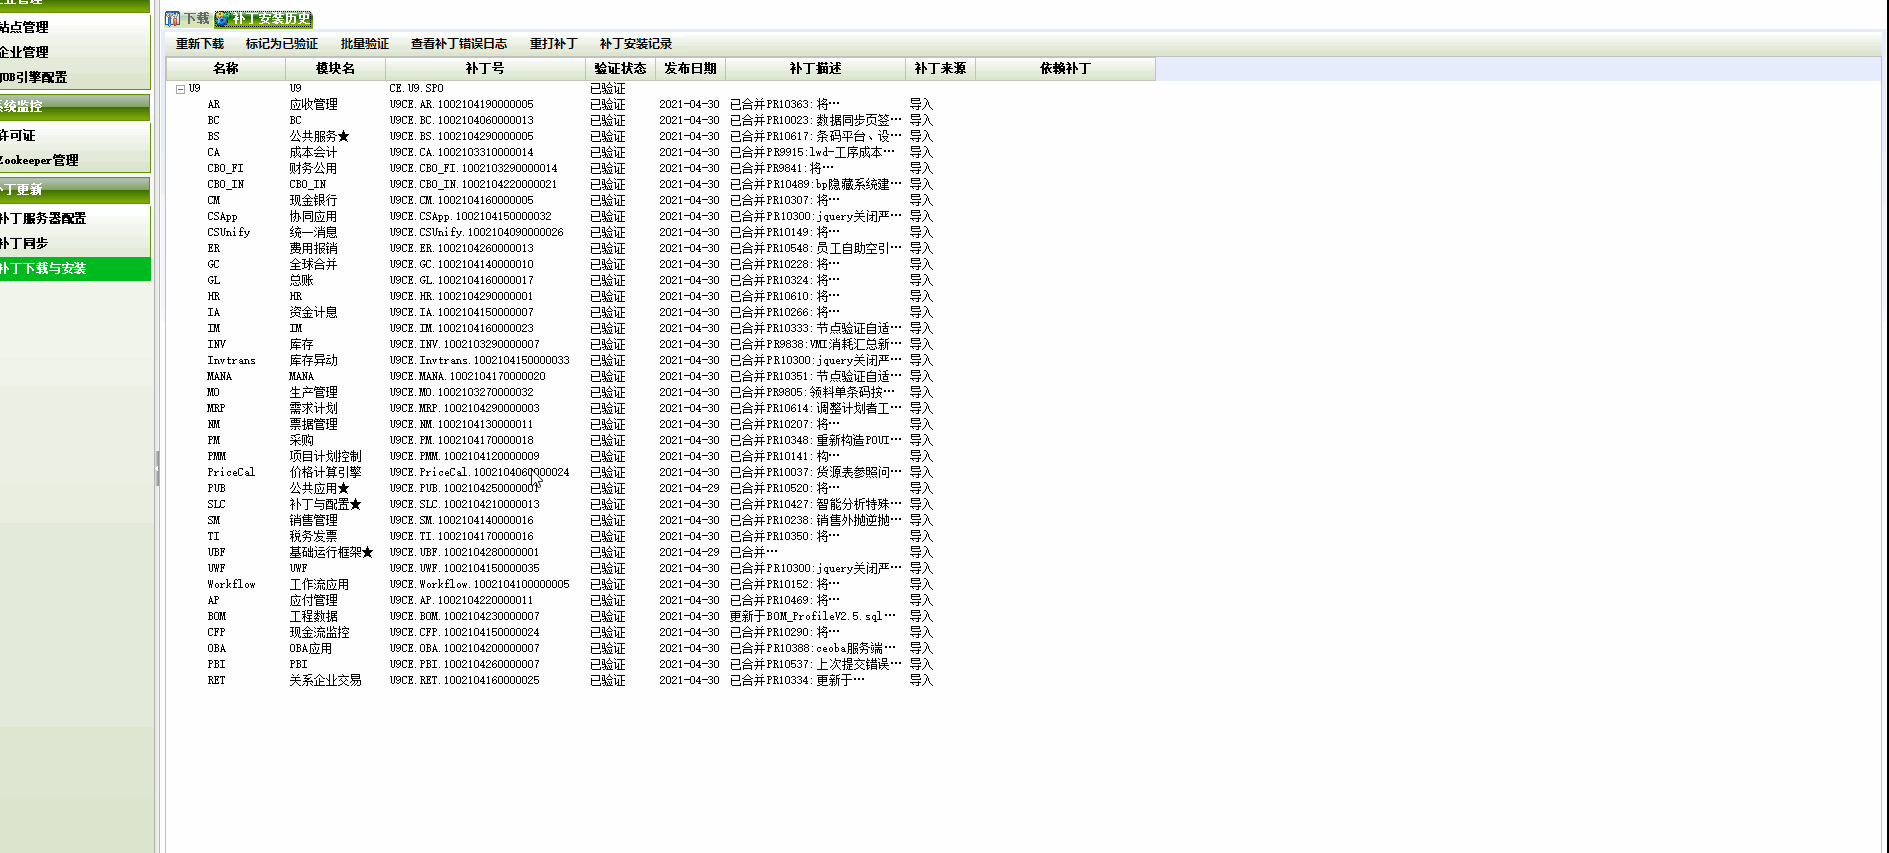 站点管理
企业管理
JOB引擎配置
系统监控
许可证
Zookeeper管理
补丁更新
补丁服务器配置
补丁同步
补丁下载与安装
下载 补丁安装历史
重新下载 标记为已验证 批量验证 查看补丁错误日志 重打补丁 补丁安装记录
名称 模块名 补丁号 验证状态 发布日期 补丁描述 补丁来源 依赖补丁
U9 U9 CE.U9.SP0 已验证
AR 应收管理 U9CE.AR.1002104190000005 已验证 2021-04-30 已合并PR10363:将… 导入
BC BC U9CE.BC.1002104060000013 已验证 2021-04-30 已合并PR10023:数据同步页签… 导入
BS 公共服务★ U9CE.BS.1002104290000005 已验证 2021-04-30 已合并PR10617:条码平台、设… 导入
CA 成本会计 U9CE.CA.1002103310000014 已验证 2021-04-30 已合并PR9915:lwd-工序成本… 导入
CBO_FI 财务公用 U9CE.CBO_FI.1002103290000014 已验证 2021-04-30 已合并PR9841:将… 导入
CBO_IN CBO_IN U9CE.CBO_IN.1002104220000021 已验证 2021-04-30 已合并PR10489:bp隐藏系统建… 导入
CM 现金银行 U9CE.CM.1002104160000005 已验证 2021-04-30 已合并PR10307:将… 导入
CSApp 协同应用 U9CE.CSApp.1002104150000032 已验证 2021-04-30 已合并PR10300:jquery关闭严… 导入
CSUnify 统一消息 U9CE.CSUnify.1002104090000026 已验证 2021-04-30 已合并PR10149:将… 导入
ER 费用报销 U9CE.ER.1002104260000013 已验证 2021-04-30 已合并PR10548:员工自助空引… 导入
GC 全球合并 U9CE.GC.1002104140000010 已验证 2021-04-30 已合并PR10228:将… 导入
GL 总账 U9CE.GL.1002104160000017 已验证 2021-04-30 已合并PR10324:将… 导入
HR HR U9CE.HR.1002104290000001 已验证 2021-04-30 已合并PR10610:将… 导入
IA 资金计息 U9CE.IA.1002104150000007 已验证 2021-04-30 已合并PR10266:将… 导入
IM IM U9CE.IM.1002104160000023 已验证 2021-04-30 已合并PR10333:节点验证自适… 导入
INV 库存 U9CE.INV.1002103290000007 已验证 2021-04-30 已合并PR9838:VMI消耗汇总新… 导入
Invtrans 库存异动 U9CE.Invtrans.1002104150000033 已验证 2021-04-30 已合并PR10300:jquery关闭严… 导入
MANA MANA U9CE.MANA.1002104170000020 已验证 2021-04-30 已合并PR10351:节点验证自适… 导入
MO 生产管理 U9CE.MO.1002103270000032 已验证 2021-04-30 已合并PR9805:领料单条码按… 导入
MRP 需求计划 U9CE.MRP.1002104290000003 已验证 2021-04-30 已合并PR10614:调整计划者工… 导入
NM 票据管理 U9CE.NM.1002104130000011 已验证 2021-04-30 已合并PR10207:将… 导入
PM 采购 U9CE.PM.1002104170000018 已验证 2021-04-30 已合并PR10348:重新构造POUI… 导入
PMM 项目计划控制 U9CE.PMM.1002104120000009 已验证 2021-04-30 已合并PR10141:构… 导入
PriceCal 价格计算引擎 U9CE.PriceCal.1002104060000024 已验证 2021-04-30 已合并PR10037:货源表参照问… 导入
PUB 公共应用★ U9CE.PUB.1002104250000001 已验证 2021-04-29 已合并PR10520:将… 导入
SLC 补丁与配置★ U9CE.SLC.1002104210000013 已验证 2021-04-30 已合并PR10427:智能分析特殊… 导入
SM 销售管理 U9CE.SM.1002104140000016 已验证 2021-04-30 已合并PR10238:销售外抛逆抛… 导入
TI 税务发票 U9CE.TI.1002104170000016 已验证 2021-04-30 已合并PR10350:将… 导入
UBF 基础运行框架★ U9CE.UBF.1002104280000001 已验证 2021-04-29 已合并… 导入
UWF UWF U9CE.UWF.1002104150000035 已验证 2021-04-30 已合并PR10300:jquery关闭严… 导入
Workflow 工作流应用 U9CE.Workflow.1002104100000005 已验证 2021-04-30 已合并PR10152:将… 导入
AP 应付管理 U9CE.AP.1002104220000011 已验证 2021-04-30 已合并PR10469:将… 导入
BOM 工程数据 U9CE.BOM.1002104230000007 已验证 2021-04-30 更新于BOM_ProfileV2.5.sql… 导入
CFP 现金流监控 U9CE.CFP.1002104150000024 已验证 2021-04-30 已合并PR10290:将… 导入
OBA OBA应用 U9CE.OBA.1002104200000007 已验证 2021-04-30 已合并PR10388:ceoba服务端… 导入
PBI PBI U9CE.PBI.1002104260000007 已验证 2021-04-30 已合并PR10537:上次提交错误… 导入
RET 关系企业交易 U9CE.RET.1002104160000025 已验证 2021-04-30 已合并PR10334:更新于… 导入